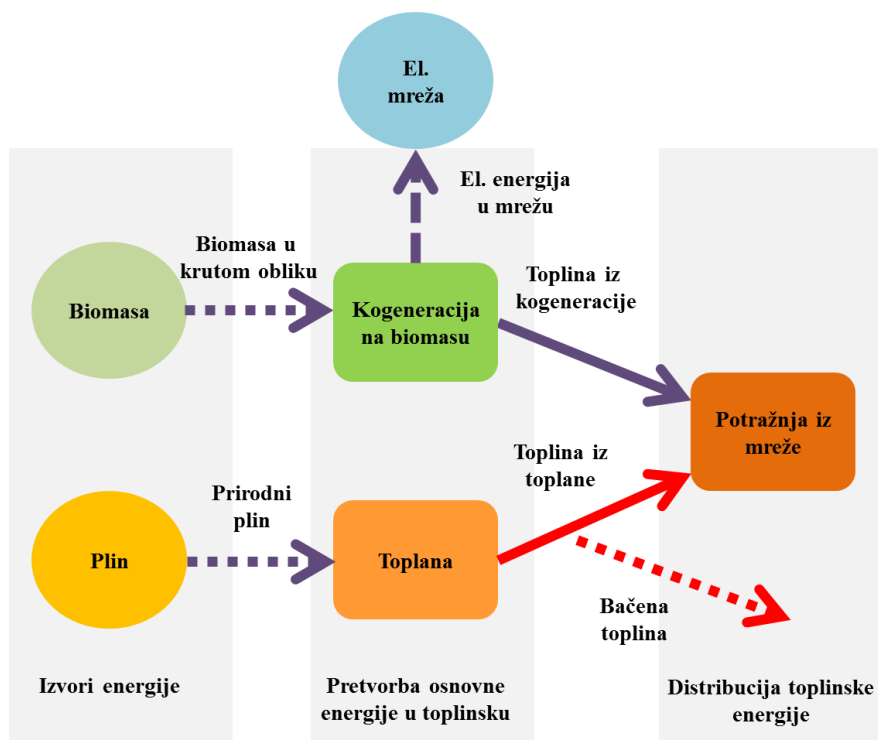 El.
mreža
El. energija
u mrežu
Biomasa u
krutom obliku
Biomasa
Kogeneracija
na biomasu
Toplina iz
kogeneracije
Potražnja iz
mreže
Toplina iz
toplane
Prirodni
plin
Plin
Toplana
Bačena
toplina
Izvori energije
Pretvorba osnovne
energije u toplinsku
Distribucija toplinske
energije